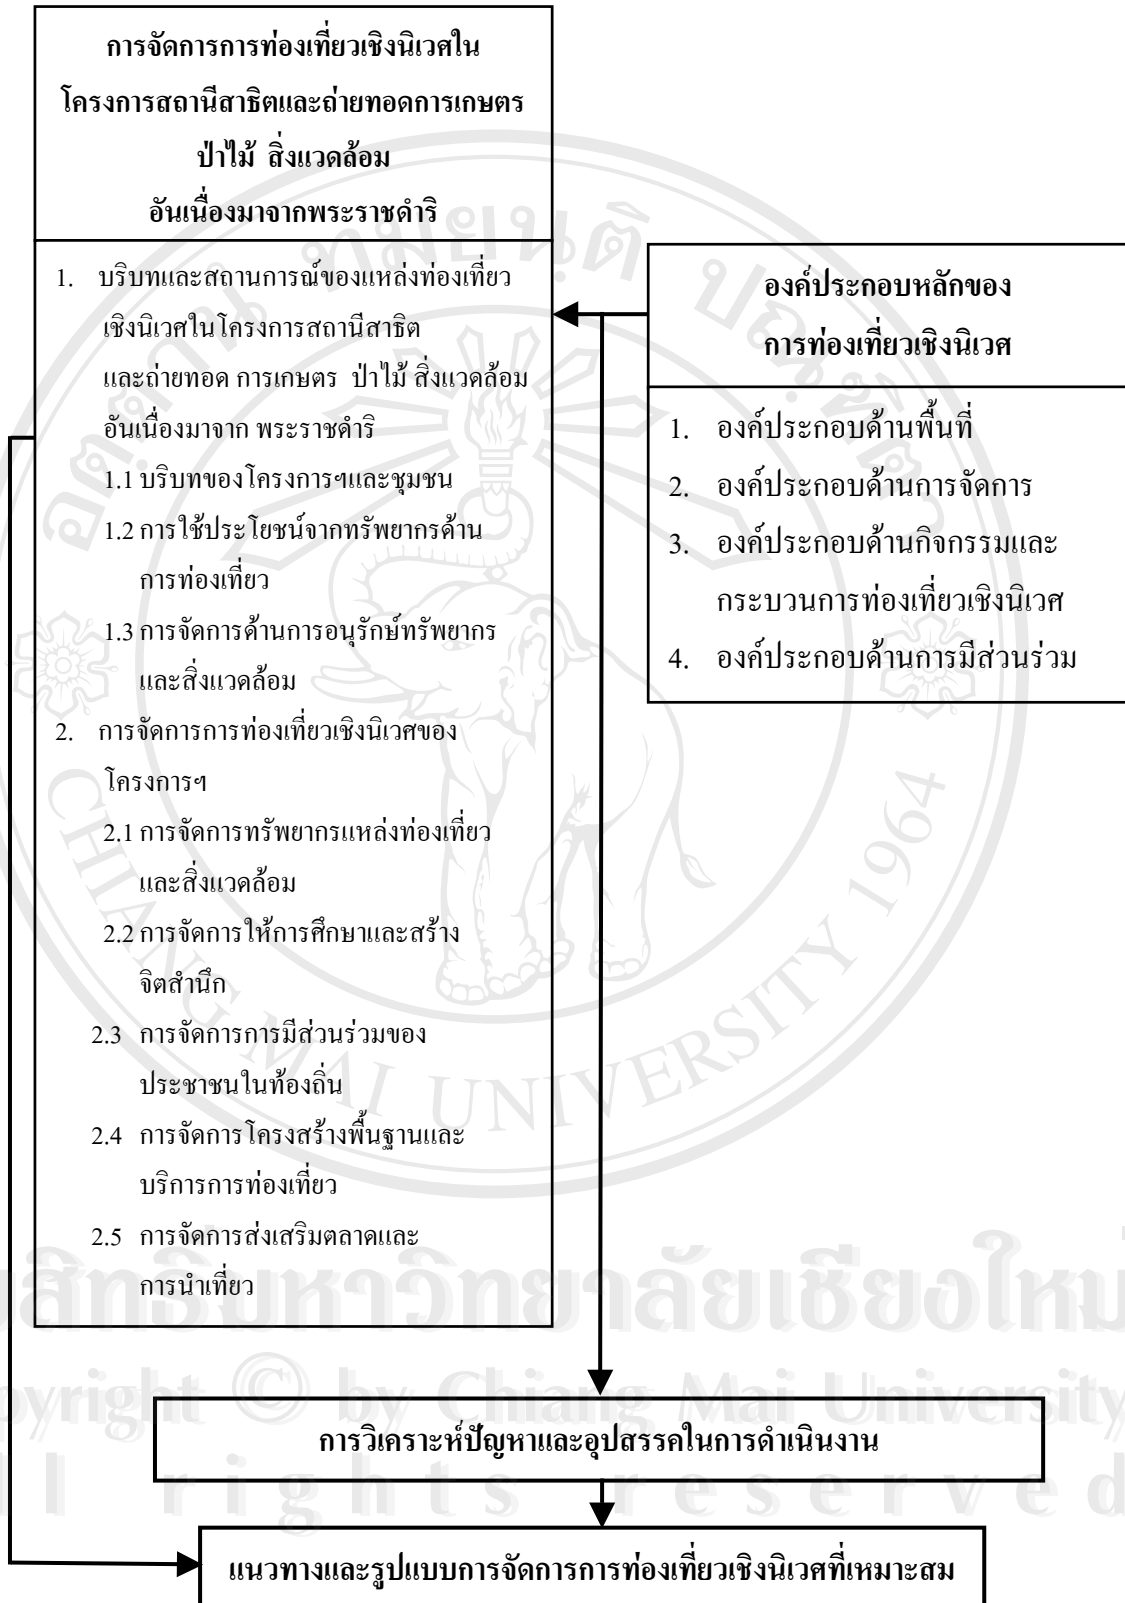 การจัดการการท่องเที่ยวเชิงนิเวศใน
โครงการสถานีสาธิตและถ่ายทอดการเกษตร
ป่าไม้ สิ่งแวดล้อม
อันเนื่องมาจากพระราชดำริ
1. บริบทและสถานการณ์ของแหล่งท่องเที่ยว
เชิงนิเวศในโครงการสถานีสาธิต
และถ่ายทอด การเกษตร ป่าไม้ สิ่งแวดล้อม
อันเนื่องมาจาก พระราชดำริ
1.1 บริบทของโครงการฯและชุมชน
1.2 การใช้ประโยชน์จากทรัพยากรด้าน
การท่องเที่ยว
1.3 การจัดการด้านการอนุรักษ์ทรัพยากร
และสิ่งแวดล้อม
2. การจัดการการท่องเที่ยวเชิงนิเวศของ
โครงการฯ
2.1 การจัดการทรัพยากรแหล่งท่องเที่ยว
และสิ่งแวดล้อม
2.2 การจัดการให้การศึกษาและสร้าง
จิตสำนึก
2.3 การจัดการการมีส่วนร่วมของ
ประชาชนในท้องถิ่น
2.4 การจัดการโครงสร้างพื้นฐานและ
บริการการท่องเที่ยว
2.5 การจัดการส่งเสริมตลาดและ
การนำเที่ยว
องค์ประกอบหลักของ
การท่องเที่ยวเชิงนิเวศ
1. องค์ประกอบด้านพื้นที่
2. องค์ประกอบด้านการจัดการ
3. องค์ประกอบด้านกิจกรรมและ
กระบวนการท่องเที่ยวเชิงนิเวศ
4. องค์ประกอบด้านการมีส่วนร่วม
การวิเคราะห์ปัญหาและอุปสรรคในการดำเนินงาน
แนวทางและรูปแบบการจัดการการท่องเที่ยวเชิงนิเวศที่เหมาะสม
CHIANG MAI UNIVERSITY 1964
by Chiang Mai University
rights reserved